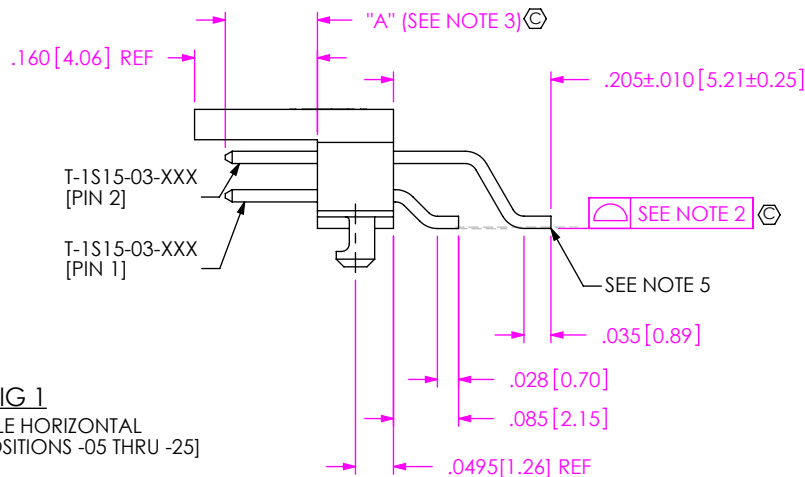 "A" (SEE NOTE 3) C
.160 [4.06] REF
.205±.010 [5.21±0.25]
T-1S15-03-XXX
[PIN 2]
SEE NOTE 2 C
T-1S15-03-XXX
[PIN 1]
SEE NOTE 5
.035 [0.89]
.028 [0.70]
.085 [2.15]
.0495[1.26] REF
IG 1
LE HORIZONTAL
OSITIONS -05 THRU -25]